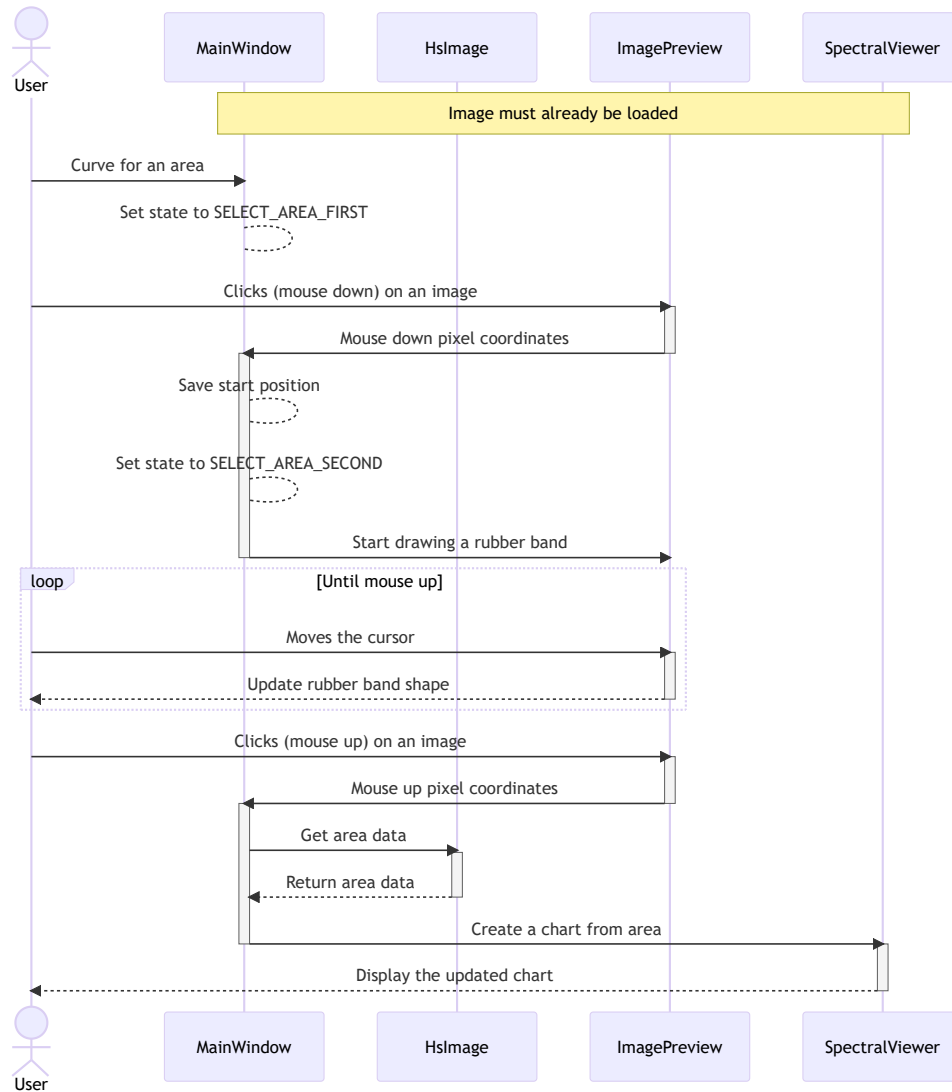 MainWindow
HsImage
ImagePreview
SpectralViewer
User
Image must already be loaded
Curve for an area
Set state to SELECT_AREA_FIRST
Clicks (mouse down) on an image
Mouse down pixel coordinates
Save start position
Set state to SELECT_AREA_SECOND
Start drawing a rubber band
loop
[Until mouse up]
Moves the cursor
Update rubber band shape
Clicks (mouse up) on an image
Mouse up pixel coordinates
Get area data
Return area data
Create a chart from area
Display the updated chart
MainWindow
HsImage
ImagePreview
SpectralViewer
User